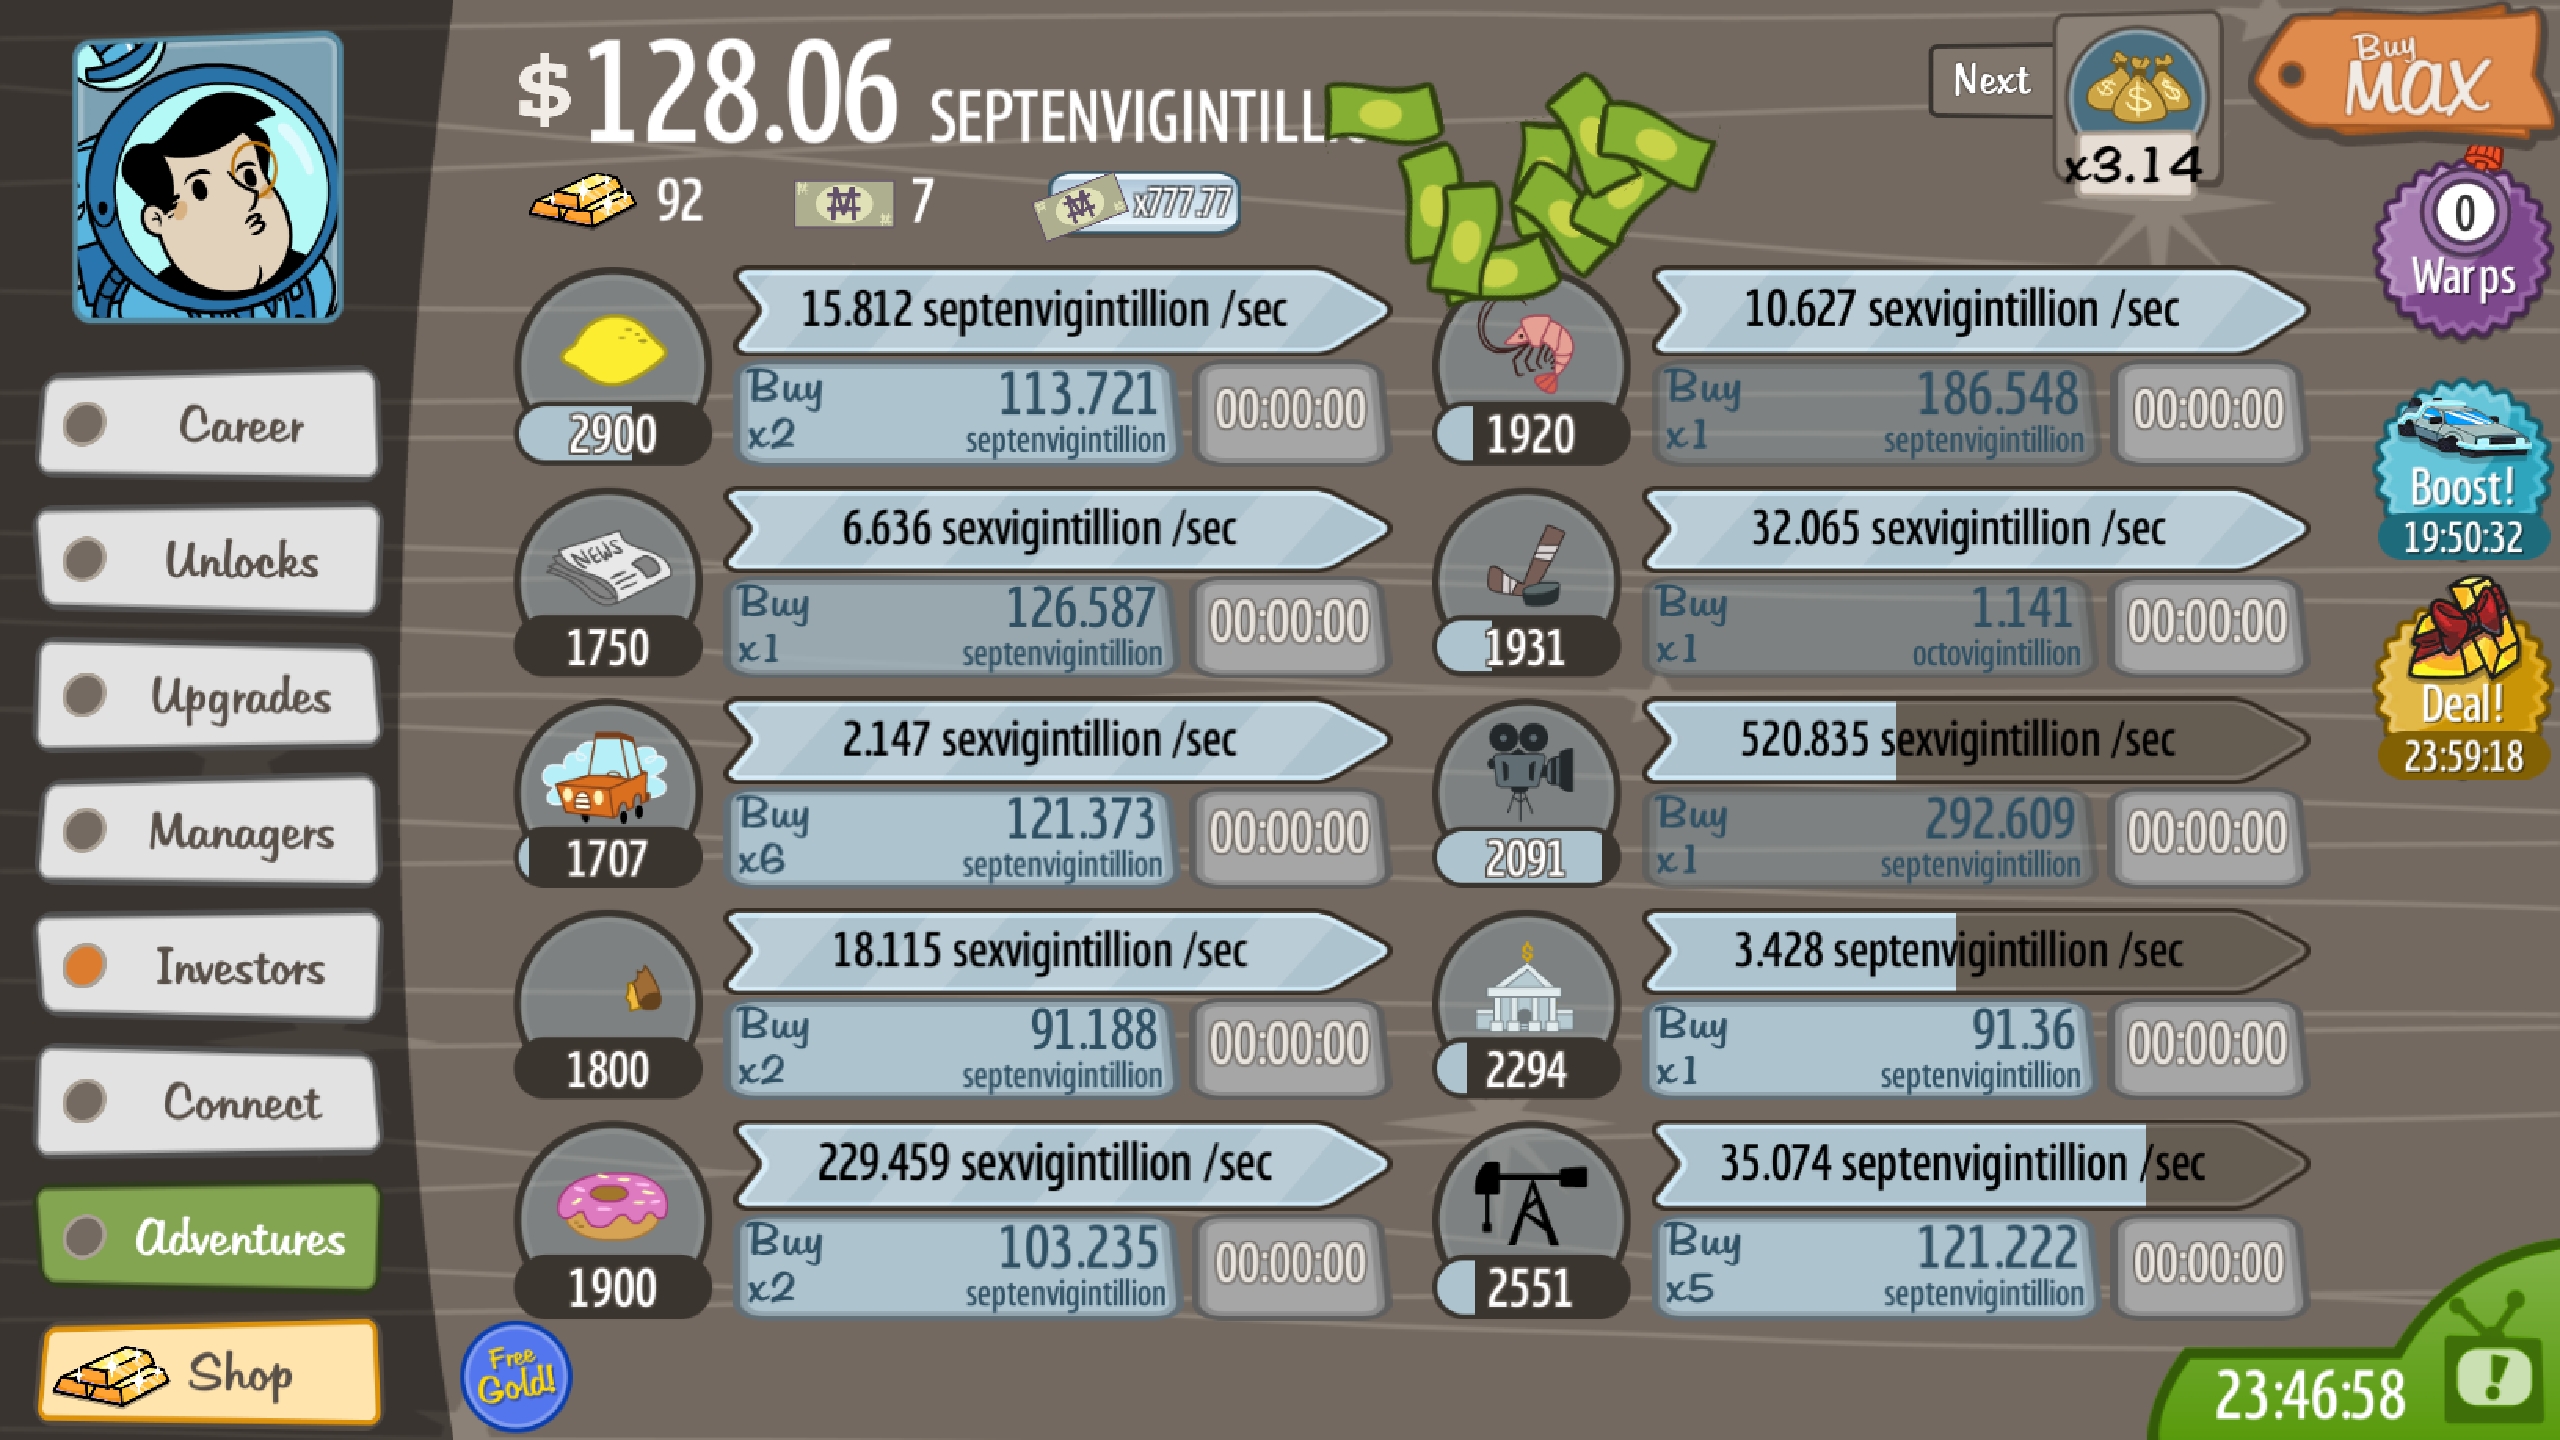 $128.06 SEPTENVIGINTILL
92
7
x777.77
Next
x3.14
Buy
MAX
0
Warps
Boost!
19:50:32
Deal!
23:59:18
Career
Unlocks
Upgrades
Managers
Investors
Connect
Adventures
Shop
15.812 septenvigintillion /sec
2900
Buy
x2
113.721
septenvigintillion
00:00:00
10.627 sexvigintillion /sec
1920
Buy
x1
186.548
septenvigintillion
00:00:00
NEWS
6.636 sexvigintillion /sec
1750
Buy
x1
126.587
septenvigintillion
00:00:00
32.065 sexvigintillion /sec
1931
Buy
x1
1.141
octovigintillion
00:00:00
2.147 sexvigintillion /sec
1707
Buy
x6
121.373
septenvigintillion
00:00:00
520.835 sexvigintillion /sec
2091
Buy
x1
292.609
septenvigintillion
00:00:00
18.115 sexvigintillion /sec
1800
Buy
x2
91.188
septenvigintillion
00:00:00
3.428 septenvigintillion /sec
2294
Buy
x1
91.36
septenvigintillion
00:00:00
229.459 sexvigintillion /sec
1900
Buy
x2
103.235
septenvigintillion
00:00:00
35.074 septenvigintillion /sec
2551
Buy
x5
121.222
septenvigintillion
00:00:00
Free
Gold!
23:46:58